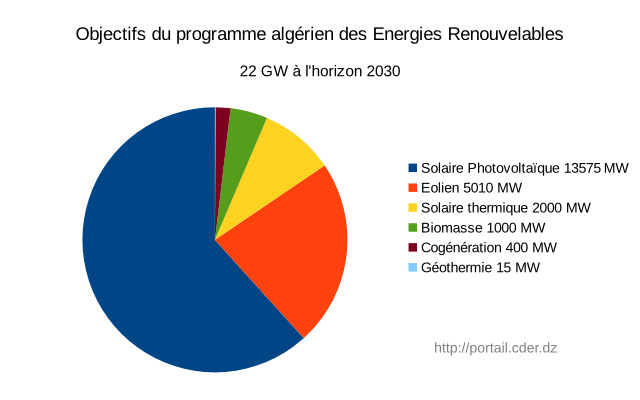 Objectifs du programme algérien des Energies Renouvelables
22 GW à l'horizon 2030
Solaire Photovoltaïque 13575 MW
Eolien 5010 MW
Solaire thermique 2000 MW
Biomasse 1000 MW
Cogénération 400 MW
Géothermie 15 MW
http://portail.cder.dz